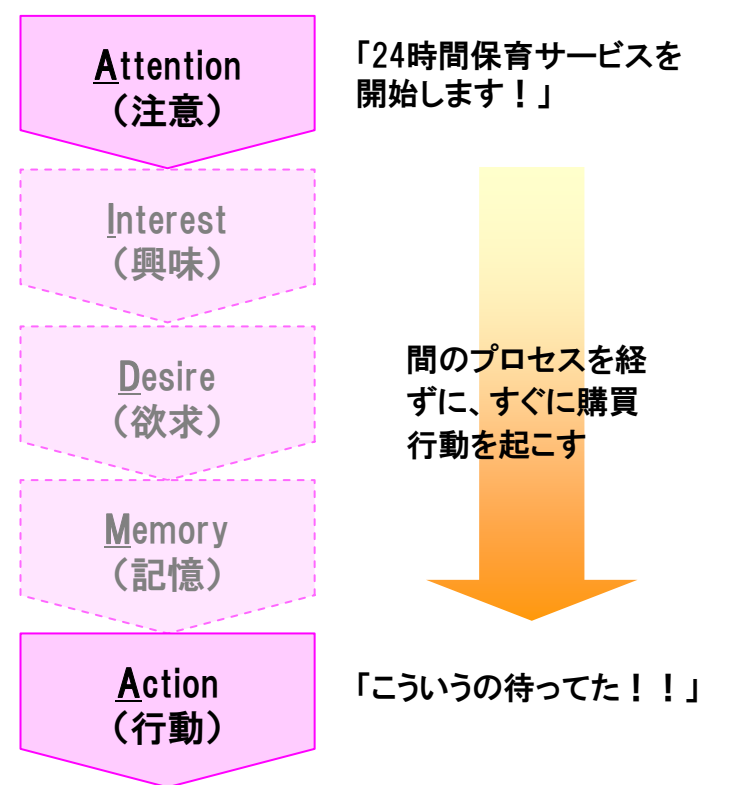 Attention
（注意）
「24時間保育サービスを
開始します！」
Interest
（興味）
Desire
（欲求）
間のプロセスを経
ずに、すぐに購買
行動を起こす
Memory
（記憶）
Action
（行動）
「こういうの待ってた！！」